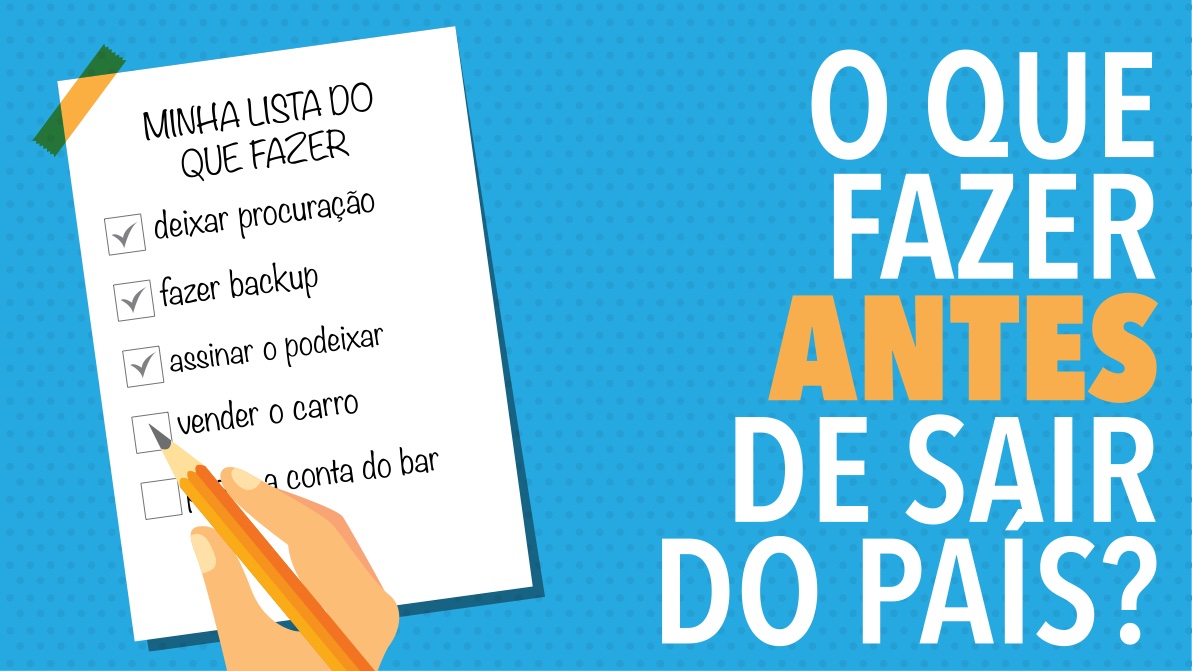 MINHA LISTA DO
QUE FAZER
deixar procuração
fazer backup
assinar o podeixar
vender o carro
a conta do bar
O QUE
FAZER
ANTES
DE SAIR
DO PAÍS?